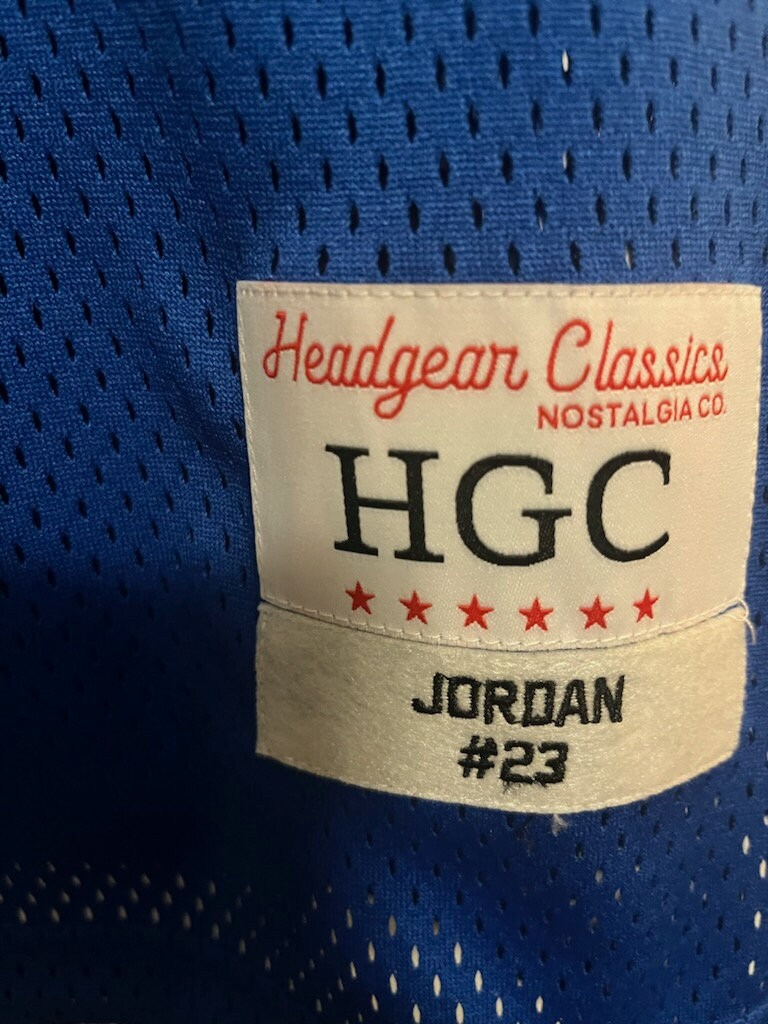 Headgear Classics
NOSTALGIA CO.
HGC
JORDAN
#23